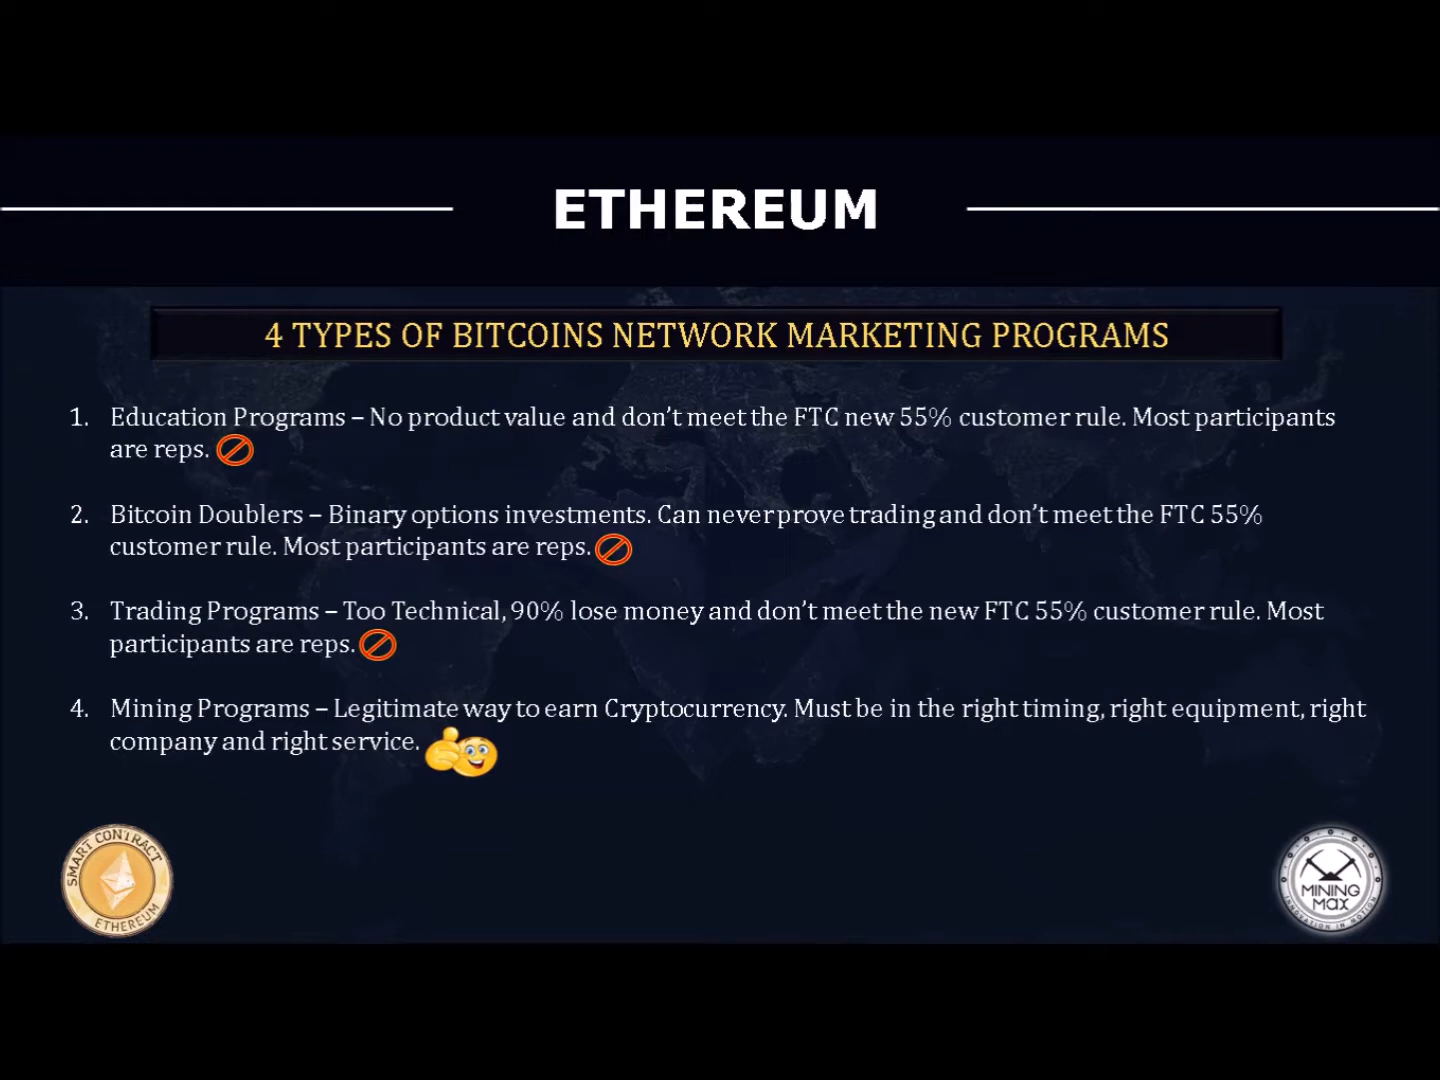 ETHEREUM
4 TYPES OF BITCOINS NETWORK MARKETING PROGRAMS
1. Education Programs – No product value and don't meet the FTC new 55% customer rule. Most participants
are reps.
2. Bitcoin Doublers – Binary options investments. Can never prove trading and don't meet the FTC 55%
customer rule. Most participants are reps.
3. Trading Programs – Too Technical, 90% lose money and don't meet the new FTC 55% customer rule. Most
participants are reps.
4. Mining Programs – Legitimate way to earn Cryptocurrency. Must be in the right timing, right equipment, right
company and right service.
SMART CONTRACT
ETHEREUM
MINING
MAX
INNOVATION IN MOTION